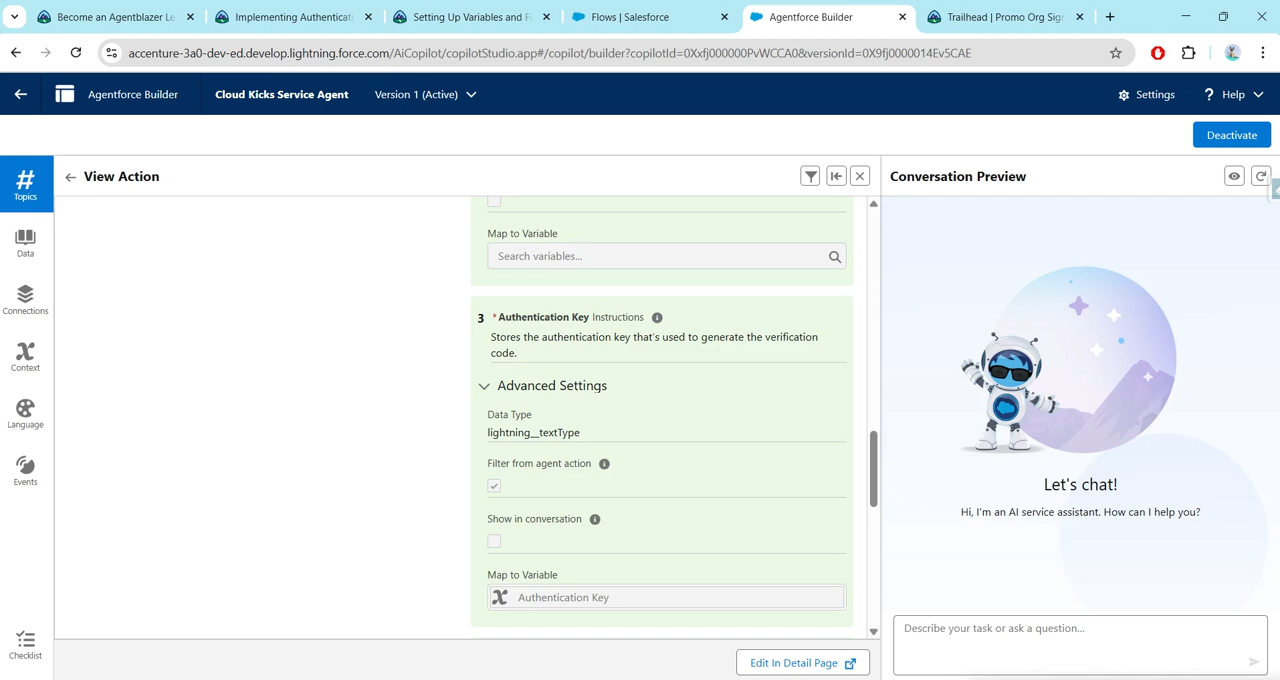 Become an Agentblazer Le
Implementing Authenticati
Setting Up Variables and F
Flows | Salesforce
Agentforce Builder
Trailhead | Promo Org Sig
accenture-3a0-dev-ed.develop.lightning.force.com/AiCopilot/copilotStudio.app#/copilot/builder?copilotId=0Xxfj000000PvWCCA0&versionId=0X9fj0000014Ev5CAE
Agentforce Builder
Cloud Kicks Service Agent
Version 1 (Active)
Settings
? Help
Deactivate
# Topics
Data
Connections
Context
Language
Events
Checklist
View Action
Map to Variable
Search variables...
3 * Authentication Key Instructions
Stores the authentication key that's used to generate the verification
code.
Advanced Settings
Data Type
lightning__textType
Filter from agent action
Show in conversation
Map to Variable
Authentication Key
Edit In Detail Page
Conversation Preview
Let's chat!
Hi, I'm an AI service assistant. How can I help you?
Describe your task or ask a question...